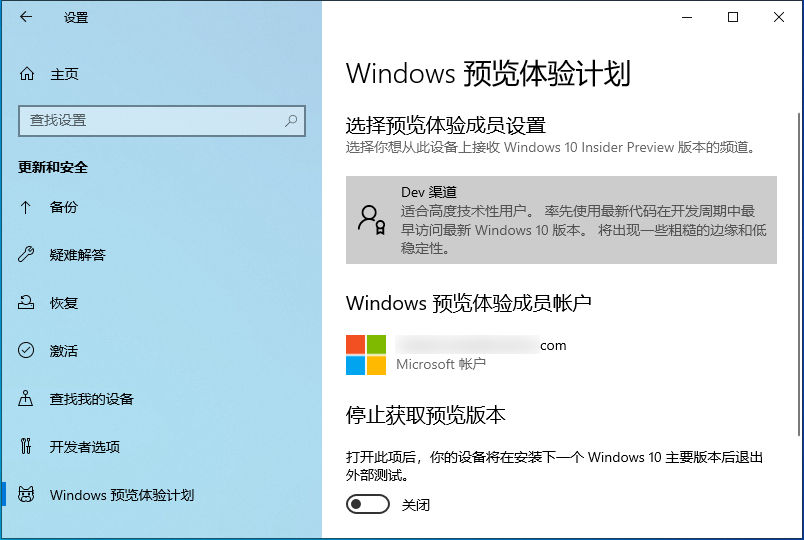 设置
主页
查找设置
更新和安全
备份
疑难解答
恢复
激活
查找我的设备
开发者选项
Windows 预览体验计划
Windows 预览体验计划
选择预览体验成员设置
选择你想从此设备上接收 Windows 10 Insider Preview 版本的频道。
Dev 渠道
适合高度技术性用户。 率先使用最新代码在开发周期中最
早访问最新 Windows 10 版本。 将出现一些粗糙的边缘和低
稳定性。
Windows 预览体验成员帐户
com
Microsoft 帐户
停止获取预览版本
打开此项后，你的设备将在安装下一个 Windows 10 主要版本后退出
外部测试。
关闭